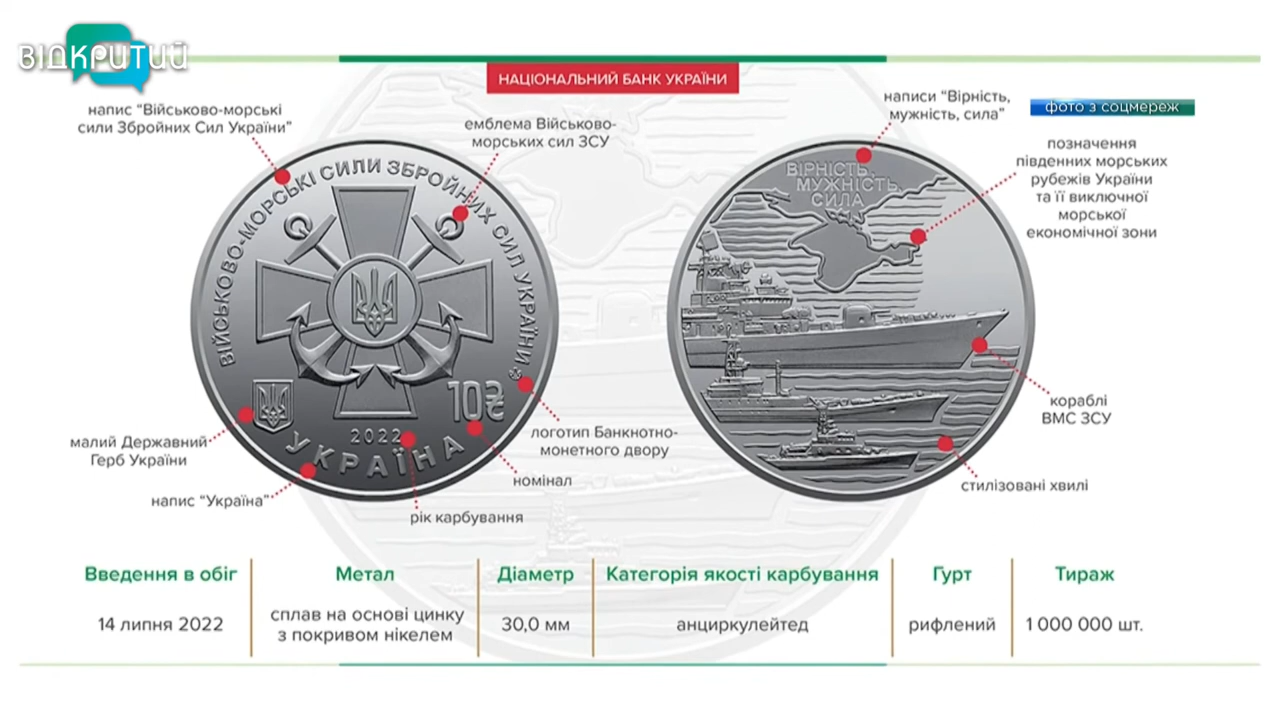 ВІДКРИТИЙ
НАЦІОНАЛЬНИЙ БАНК УКРАЇНИ
фото з соцмереж
напис “Військово-морські
сили Збройних Сил України”
емблема Військово-
морських сил ЗСУ
написи “Вірність,
мужність, сила”
позначення
південних морських
рубежів України
та її виключної
морської
економічної зони
ВІЙСЬКОВО-МОРСЬКІ СИЛИ ЗБРОЙНИХ СИЛ УКРАЇНИ
10₴
2022
УКРАЇНА
ВІРНІСТЬ,
МУЖНІСТЬ,
СИЛА
малий Державний
Герб України
напис “Україна”
рік карбування
номінал
логотип Банкнотно-
монетного двору
кораблі
ВМС ЗСУ
стилізовані хвилі
Введення в обіг
14 липня 2022
Метал
сплав на основі цинку
з покривом нікелем
Діаметр
30,0 мм
Категорія якості карбування
анциркулейтед
Гурт
рифлений
Тираж
1 000 000 шт.